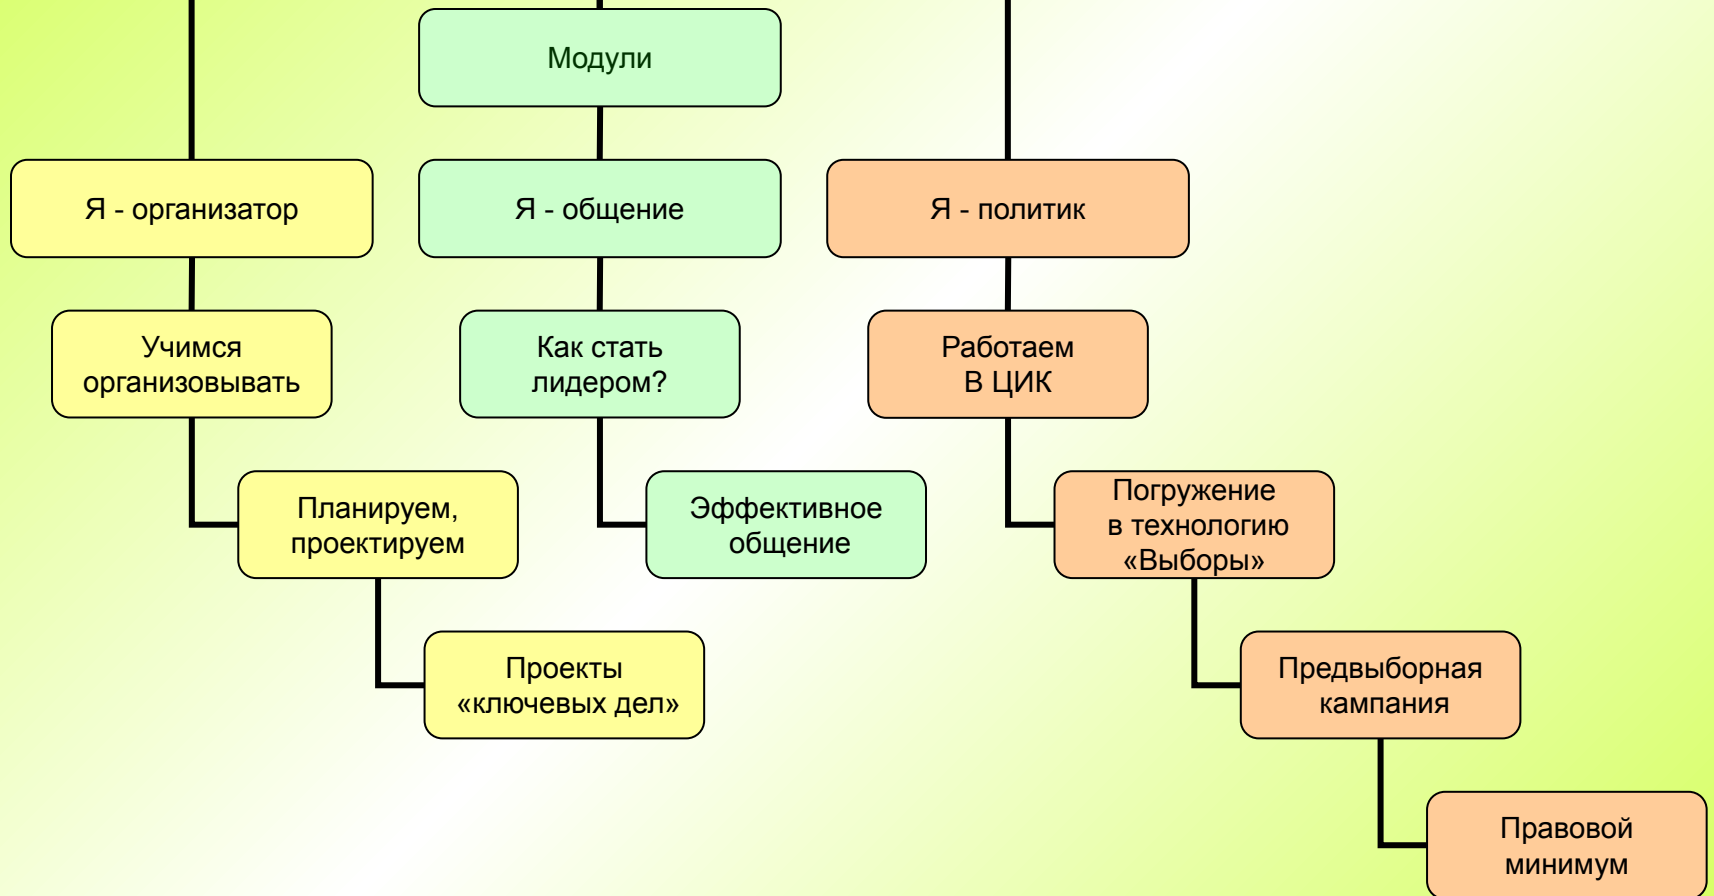 Модули
Я - организатор
Я - общение
Я - политик
Учимся
организовывать
Как стать
лидером?
Работаем
В ЦИК
Планируем,
проектируем
Эффективное
общение
Погружение
в технологию
«Выборы»
Проекты
«ключевых дел»
Предвыборная
кампания
Правовой
минимум